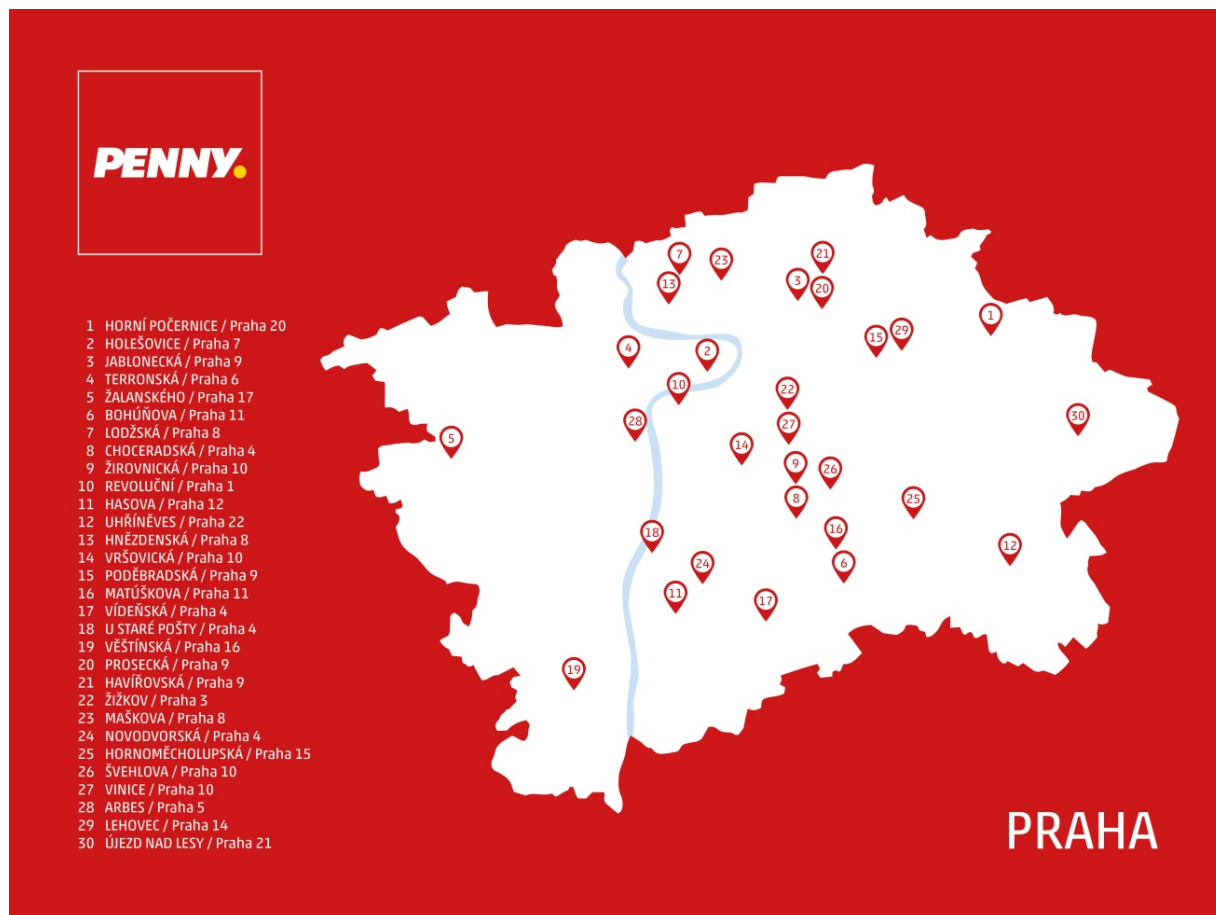 PENNY.
1 HORNÍ POČERNICE / Praha 20
2 HOLEŠOVICE / Praha 7
3 JABLONECKÁ / Praha 9
4 TERRONSKÁ / Praha 6
5 ŽALANSKÉHO / Praha 17
6 BOHÚŇOVA / Praha 11
7 LODŽSKÁ / Praha 8
8 CHOCERADSKÁ / Praha 4
9 ŽIROVNICKÁ / Praha 10
10 REVOLUČNÍ / Praha 1
11 HASOVA / Praha 12
12 UHŘÍNĚVES / Praha 22
13 HNĚZDENSKÁ / Praha 8
14 VRŠOVICKÁ / Praha 10
15 PODĚBRADSKÁ / Praha 9
16 MATÚŠKOVA / Praha 11
17 VÍDEŇSKÁ / Praha 4
18 U STARÉ POŠTY / Praha 4
19 VĚŠTÍNSKÁ / Praha 16
20 PROSECKÁ / Praha 9
21 HAVÍŘOVSKÁ / Praha 9
22 ŽIŽKOV / Praha 3
23 MAŠKOVA / Praha 8
24 NOVODVORSKÁ / Praha 4
25 HORNOMĚCHOLUPSKÁ / Praha 15
26 ŠVEHLOVA / Praha 10
27 VINICE / Praha 10
28 ARBES / Praha 5
29 LEHOVEC / Praha 14
30 ÚJEZD NAD LESY / Praha 21
7
23
21
13
3
20
1
15
29
4
2
10
22
30
28
27
5
14
9
26
8
25
18
16
12
24
6
11
17
19
PRAHA